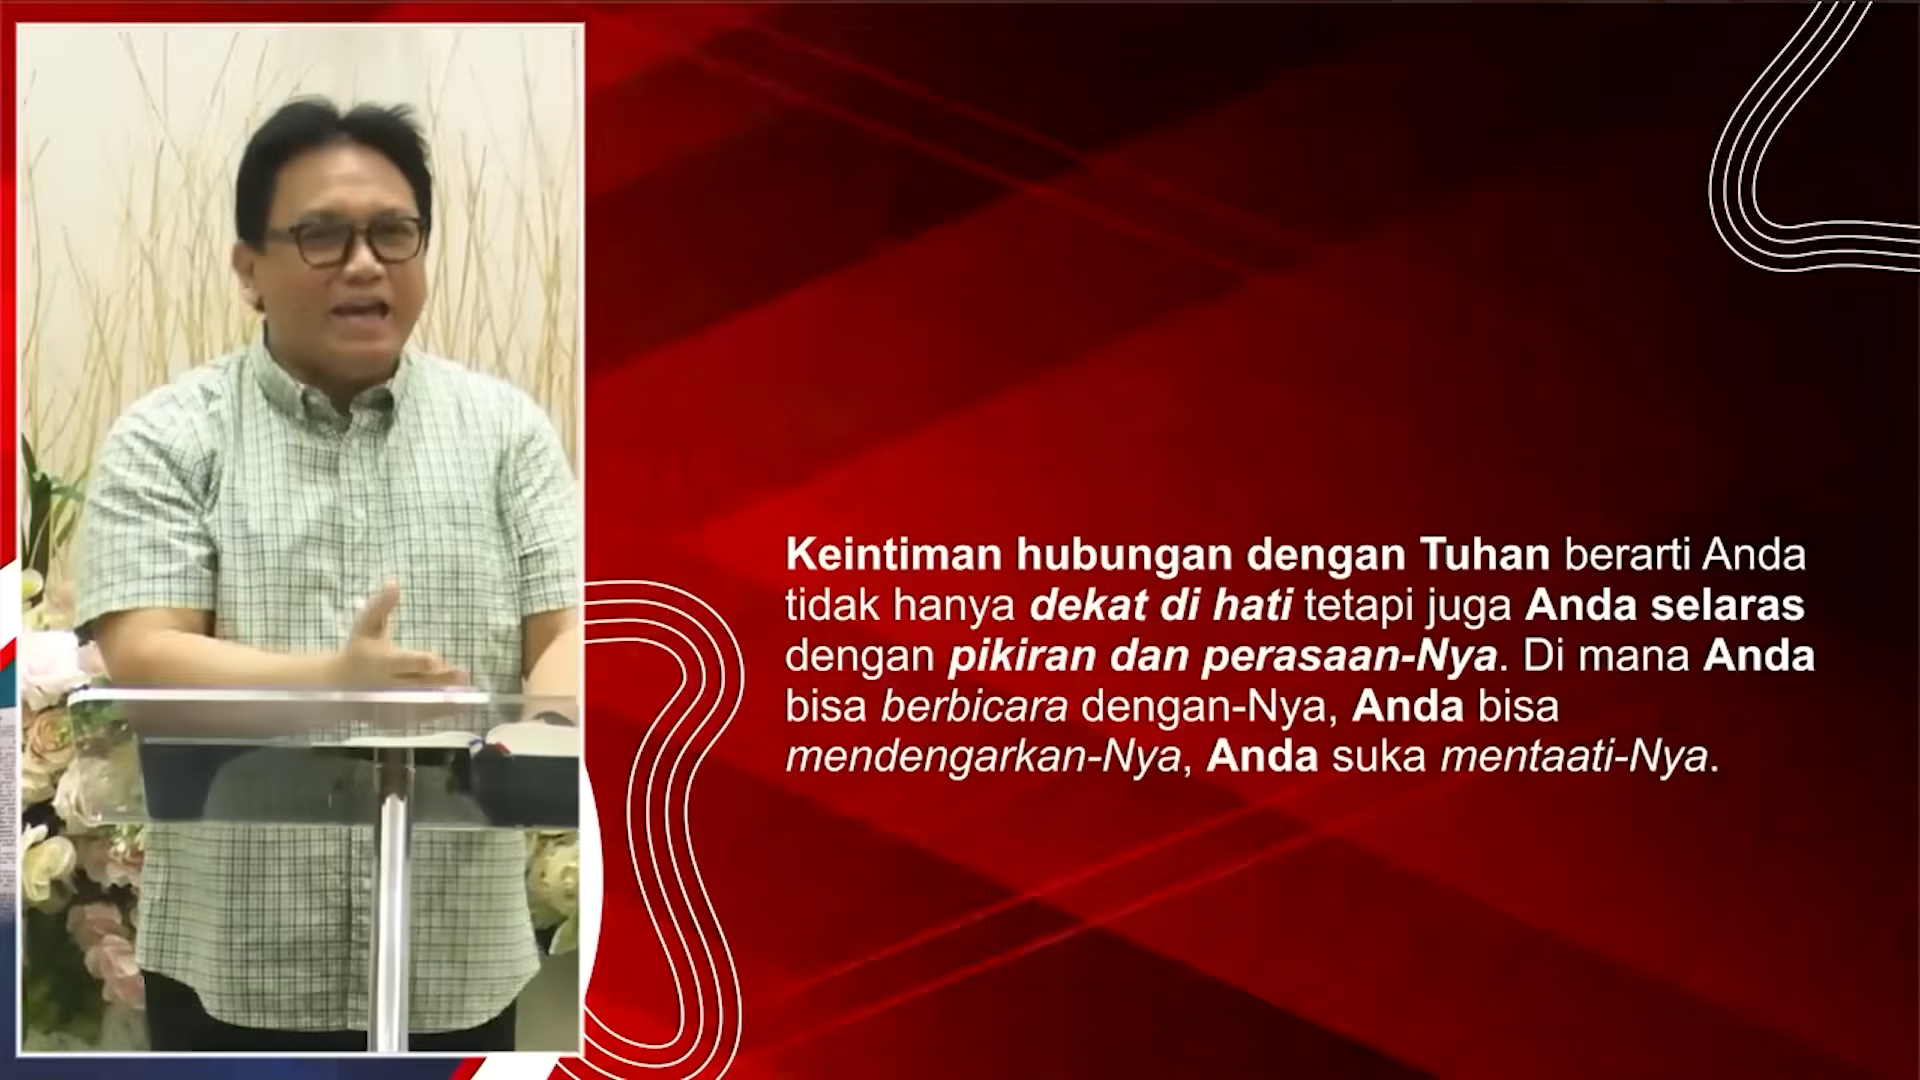 Keintiman hubungan dengan Tuhan berarti Anda
tidak hanya dekat di hati tetapi juga Anda selaras
dengan pikiran dan perasaan-Nya. Di mana Anda
bisa berbicara dengan-Nya, Anda bisa
mendengarkan-Nya, Anda suka mentaati-Nya.